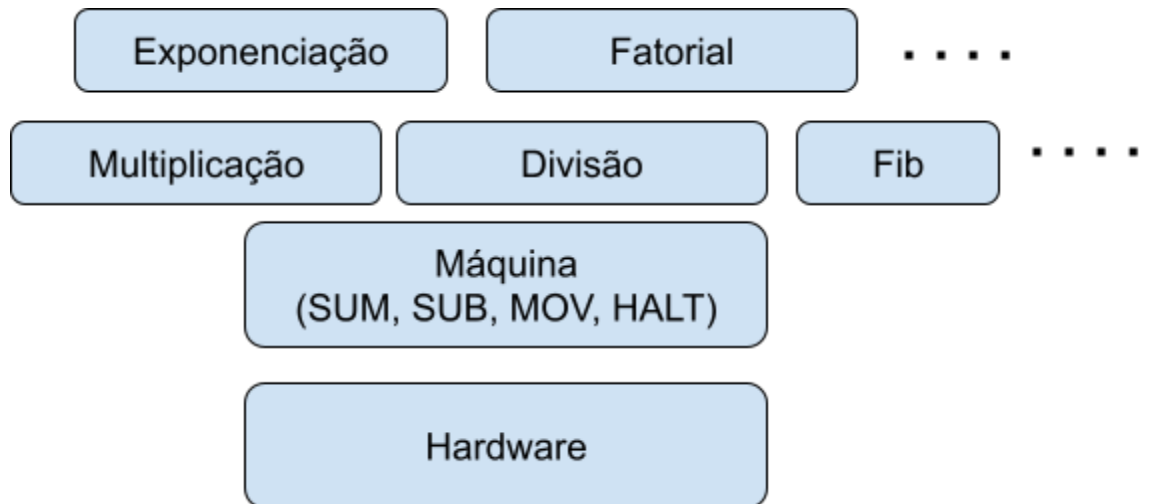 Exponenciação
Fatorial
. . . .
Multiplicação
Divisão
Fib
. . . .
Máquina
(SUM, SUB, MOV, HALT)
Hardware